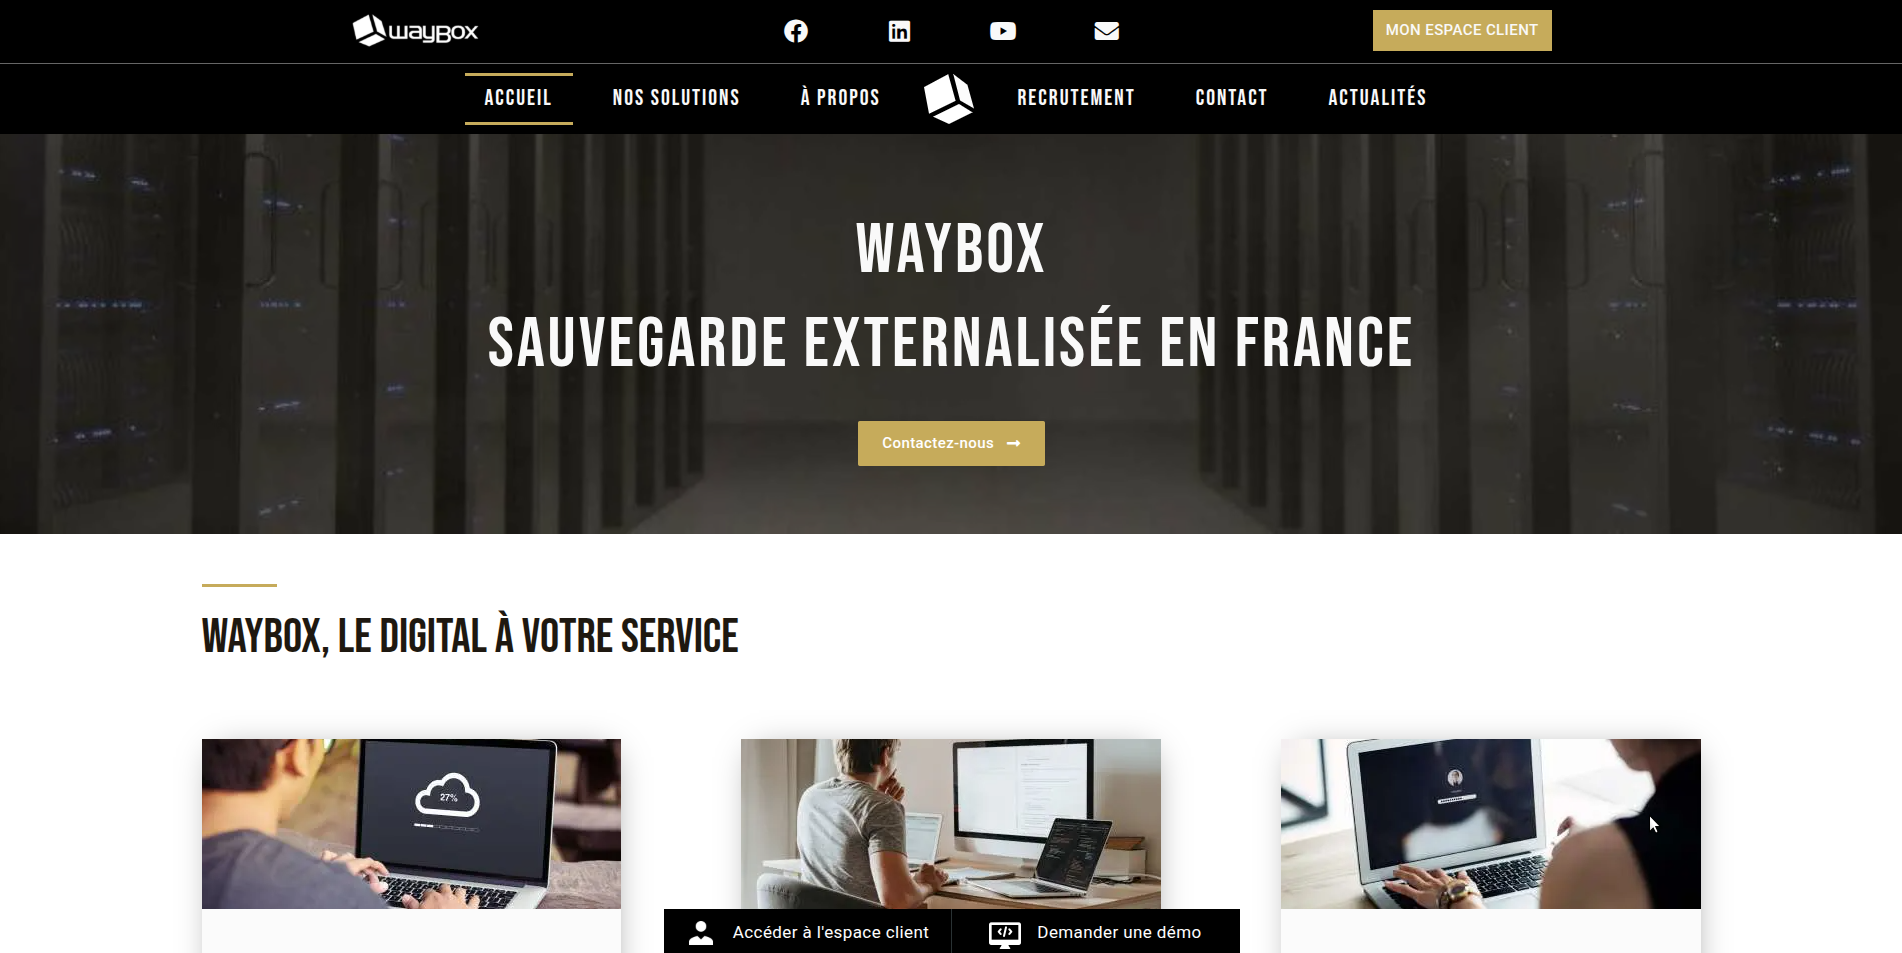 wayBox
MON ESPACE CLIENT
ACCUEIL
NOS SOLUTIONS
À PROPOS
RECRUTEMENT
CONTACT
ACTUALITÉS
WAYBOX
SAUVEGARDE EXTERNALISÉE EN FRANCE
Contactez-nous
WAYBOX, LE DIGITAL À VOTRE SERVICE
27%
Accéder à l'espace client
Demander une démo